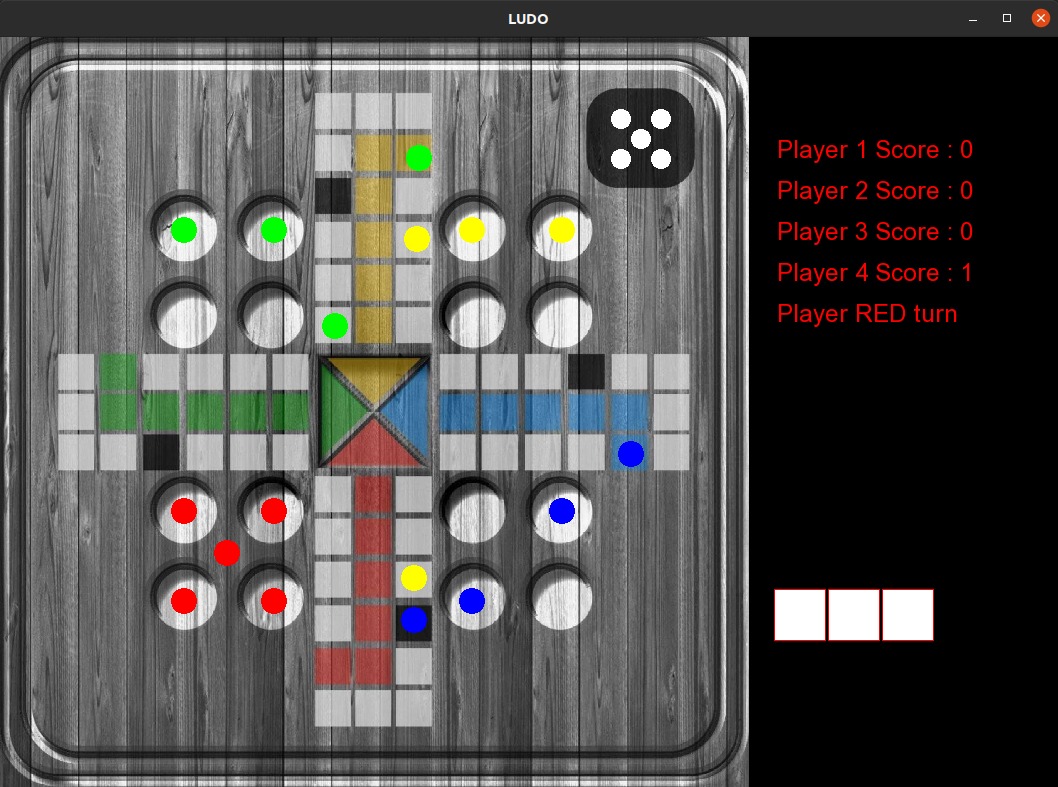 LUDO
Player 1 Score : 0
Player 2 Score : 0
Player 3 Score : 0
Player 4 Score : 1
Player RED turn